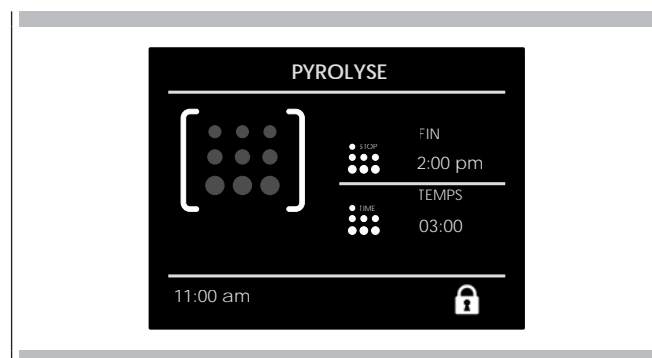 PYROLYSE
FIN
STOP
2:00 pm
TEMPS
TIME
03:00
11:00 am